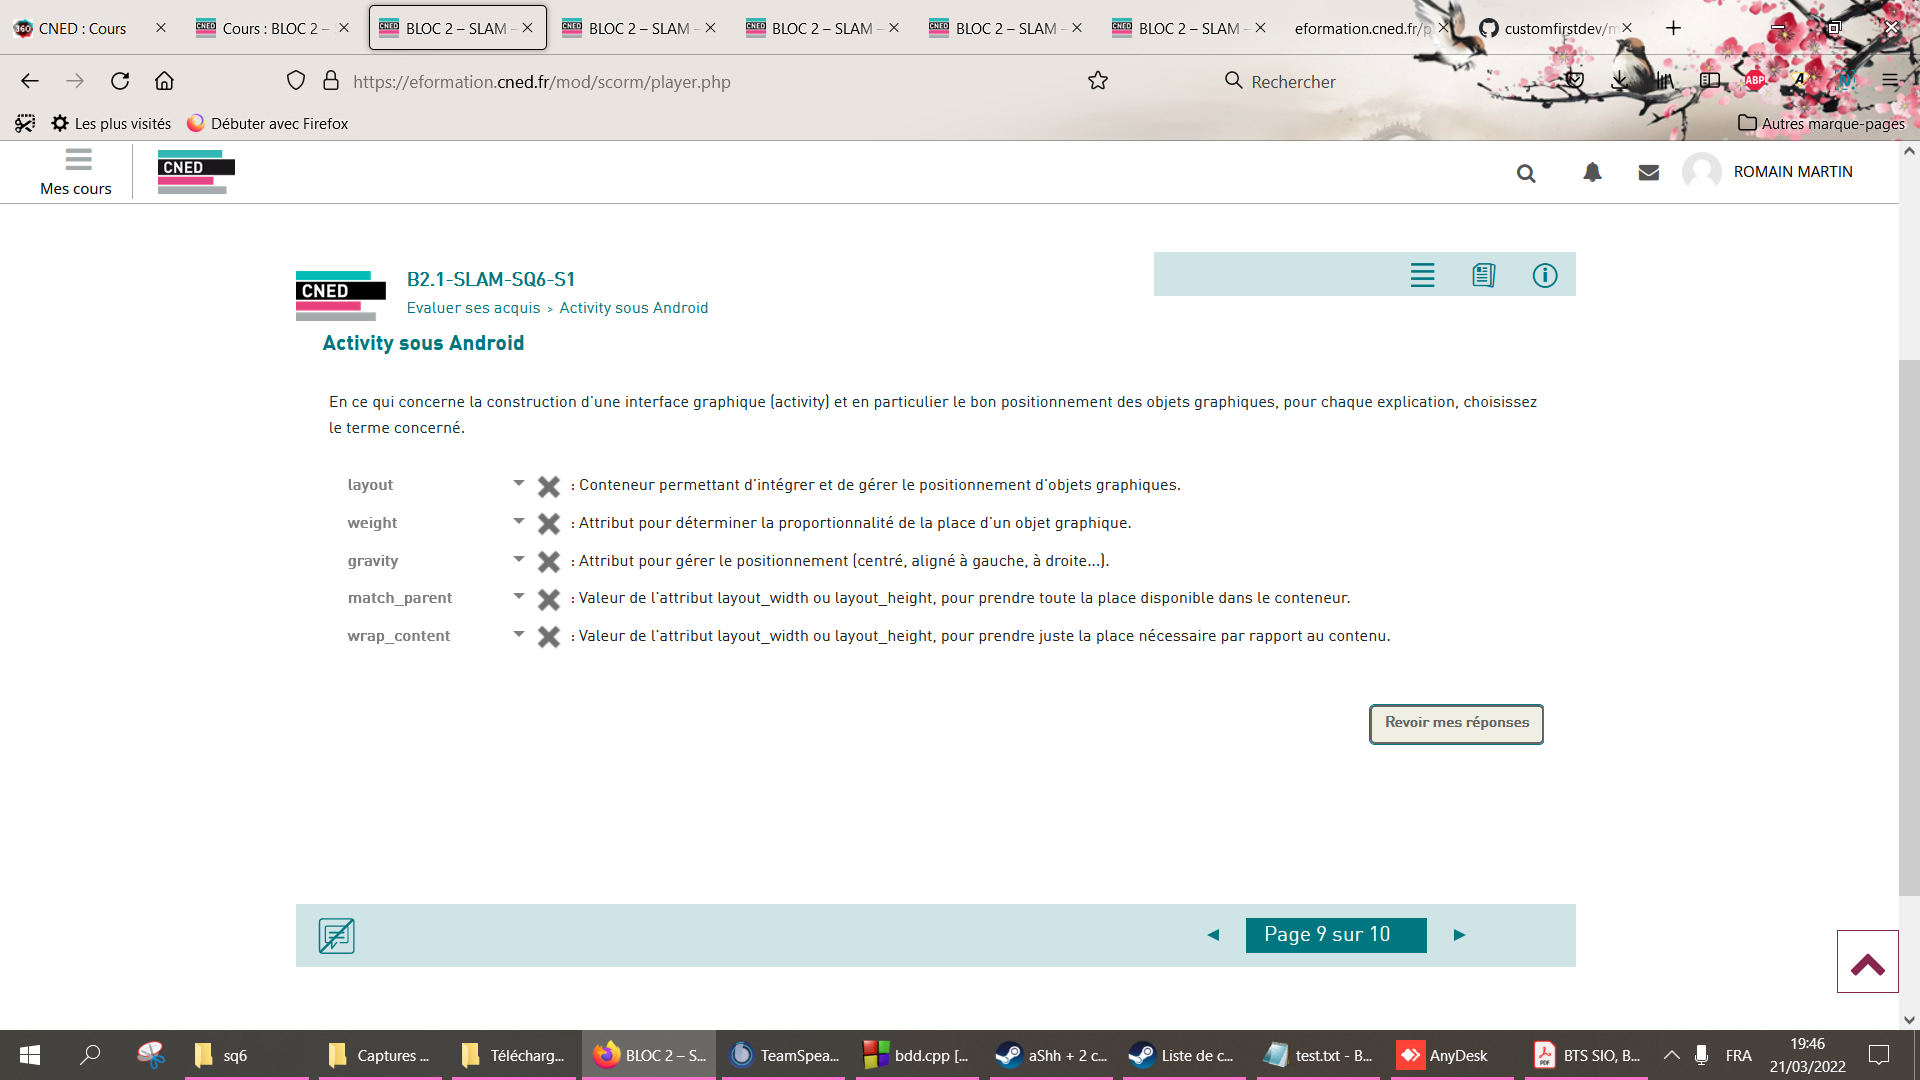 CNED : Cours
Cours : BLOC 2 –
BLOC 2 – SLAM –
BLOC 2 – SLAM –
BLOC 2 – SLAM –
BLOC 2 – SLAM –
BLOC 2 – SLAM –
eformation.cned.fr/p
customfirstdev/m
https://eformation.cned.fr/mod/scorm/player.php
Rechercher
ABP
Les plus visités
Débuter avec Firefox
Autres marque-pages
Mes cours
CNED
ROMAIN MARTIN
CNED
B2.1-SLAM-SQ6-S1
Evaluer ses acquis > Activity sous Android
Activity sous Android
En ce qui concerne la construction d'une interface graphique (activity) et en particulier le bon positionnement des objets graphiques, pour chaque explication, choisissez
le terme concerné.
layout : Conteneur permettant d'intégrer et de gérer le positionnement d'objets graphiques.
weight : Attribut pour déterminer la proportionnalité de la place d'un objet graphique.
gravity : Attribut pour gérer le positionnement (centré, aligné à gauche, à droite...).
match_parent : Valeur de l'attribut layout_width ou layout_height, pour prendre toute la place disponible dans le conteneur.
wrap_content : Valeur de l'attribut layout_width ou layout_height, pour prendre juste la place nécessaire par rapport au contenu.
Revoir mes réponses
Page 9 sur 10
sq6
Captures ...
Télécharg...
BLOC 2 – S...
TeamSpea...
bdd.cpp [...
aShh + 2 c...
Liste de c...
test.txt - B...
AnyDesk
BTS SIO, B...
FRA
19:46
21/03/2022